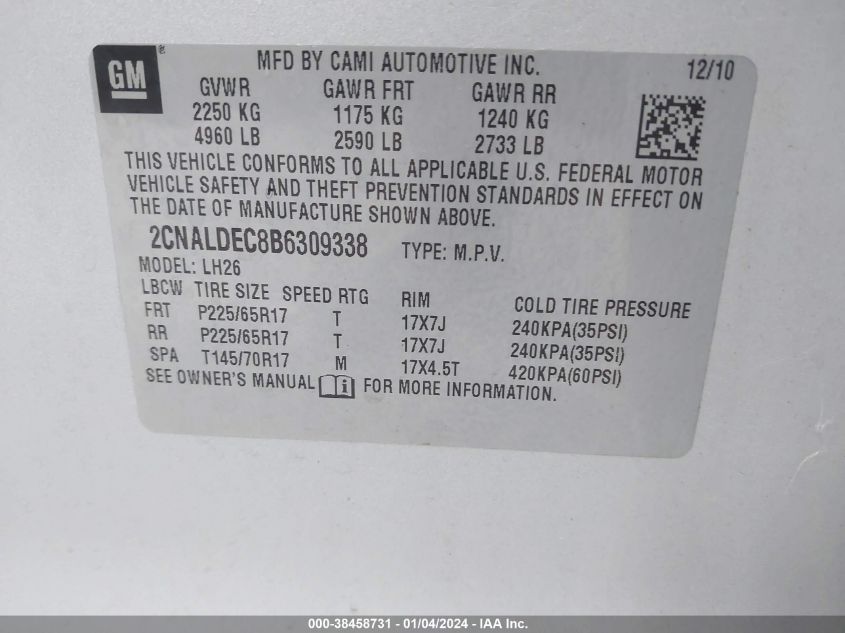 GM ®
MFD BY CAMI AUTOMOTIVE INC. 12/10
GVWR GAWR FRT GAWR RR
2250 KG 1175 KG 1240 KG
4960 LB 2590 LB 2733 LB
THIS VEHICLE CONFORMS TO ALL APPLICABLE U.S. FEDERAL MOTOR
VEHICLE SAFETY AND THEFT PREVENTION STANDARDS IN EFFECT ON
THE DATE OF MANUFACTURE SHOWN ABOVE.
2CNALDEC8B6309338 TYPE: M.P.V.
MODEL: LH26
LBCW TIRE SIZE SPEED RTG RIM COLD TIRE PRESSURE
FRT P225/65R17 T 17X7J 240KPA(35PSI)
RR P225/65R17 T 17X7J 240KPA(35PSI)
SPA T145/70R17 M 17X4.5T 420KPA(60PSI)
SEE OWNER'S MANUAL i FOR MORE INFORMATION.
000-38458731 - 01/04/2024 - IAA Inc.